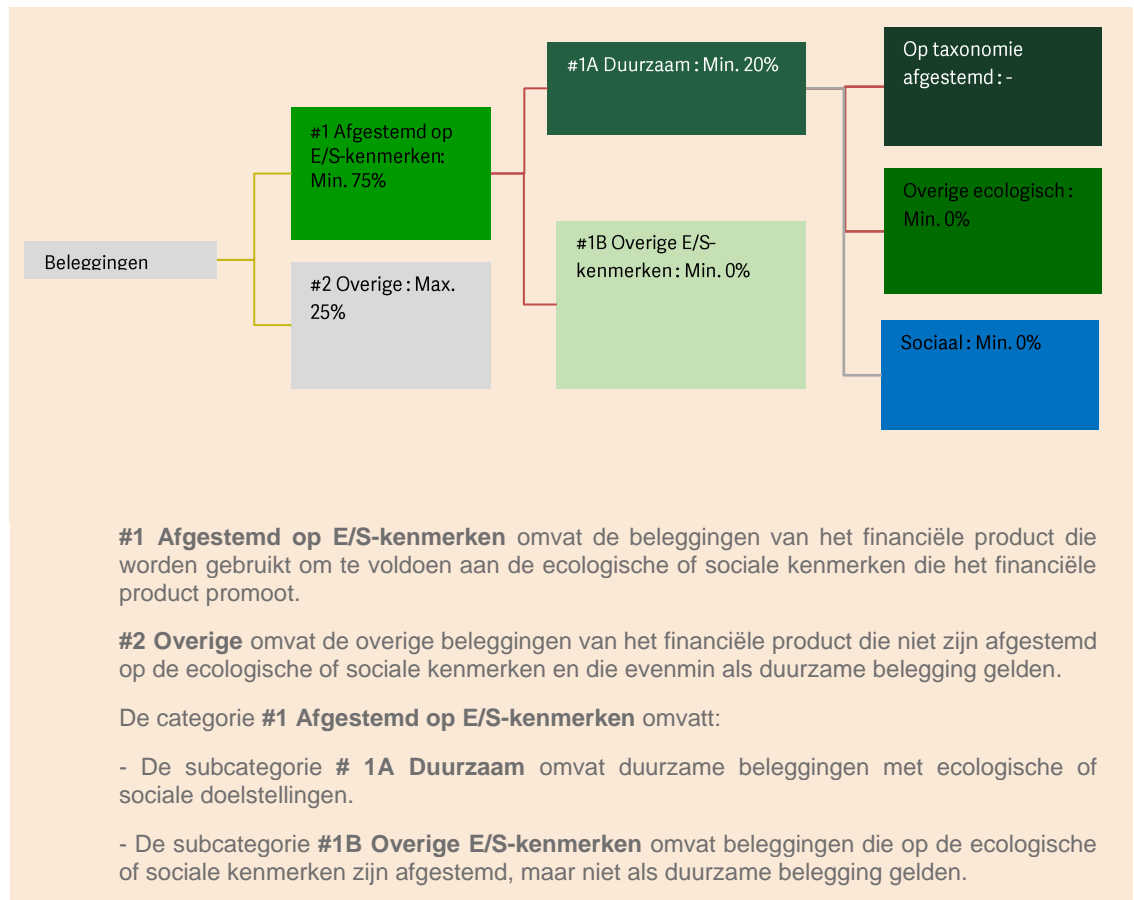 Beleggingen
#1 Afgestemd op
E/S-kenmerken:
Min. 75%
#2 Overige : Max.
25%
#1A Duurzaam : Min. 20%
#1B Overige E/S-
kenmerken : Min. 0%
Op taxonomie
afgestemd : -
Overige ecologisch :
Min. 0%
Sociaal : Min. 0%
#1 Afgestemd op E/S-kenmerken omvat de beleggingen van het financiële product die
worden gebruikt om te voldoen aan de ecologische of sociale kenmerken die het financiële
product promoot.
#2 Overige omvat de overige beleggingen van het financiële product die niet zijn afgestemd
op de ecologische of sociale kenmerken en die evenmin als duurzame belegging gelden.
De categorie #1 Afgestemd op E/S-kenmerken omvatt:
- De subcategorie # 1A Duurzaam omvat duurzame beleggingen met ecologische of
sociale doelstellingen.
- De subcategorie #1B Overige E/S-kenmerken omvat beleggingen die op de ecologische
of sociale kenmerken zijn afgestemd, maar niet als duurzame belegging gelden.